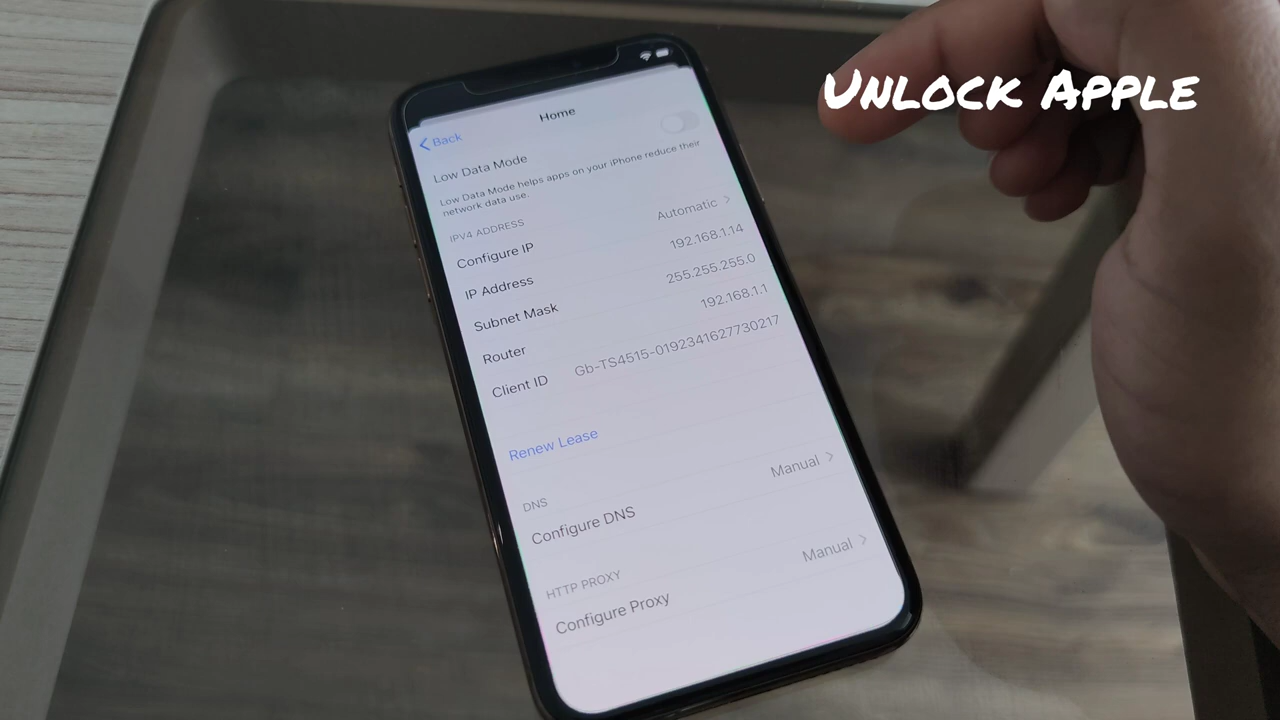 Unlock Apple
Home
Back
Low Data Mode
Low Data Mode helps apps on your iPhone reduce their
network data use.
IPV4 ADDRESS
Configure IP Automatic
IP Address 192.168.1.14
Subnet Mask 255.255.255.0
Router 192.168.1.1
Client ID Gb-TS4515-0192341627730217
Renew Lease
DNS
Configure DNS Manual
HTTP PROXY
Configure Proxy Manual